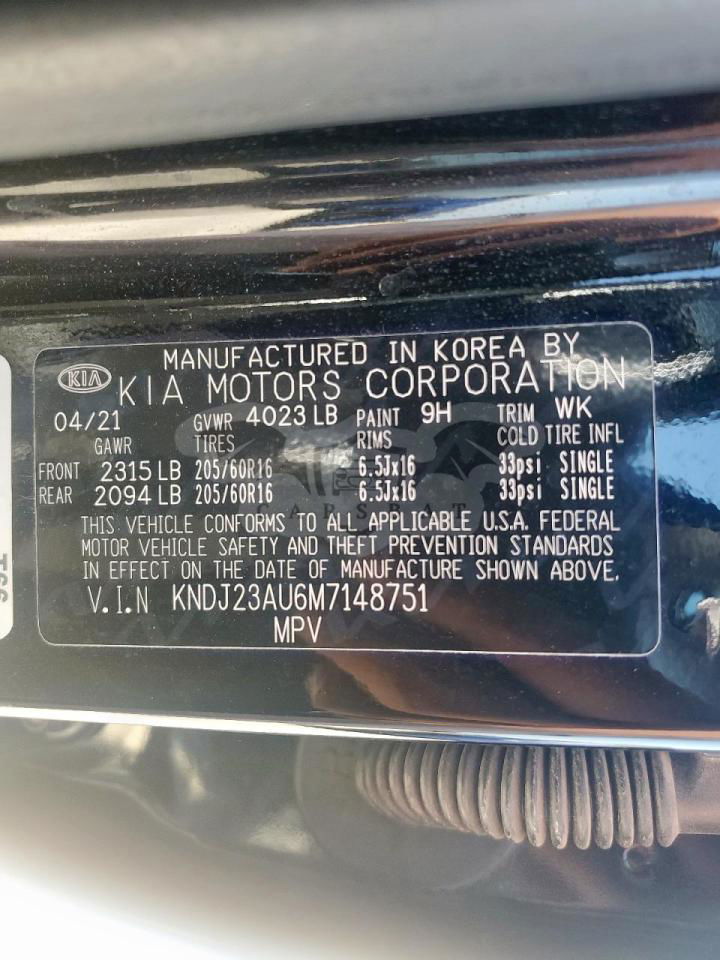 MANUFACTURED IN KOREA BY
KIA KIA MOTORS CORPORATION
04/21 GVWR 4023 LB PAINT 9H TRIM WK
GAWR TIRES RIMS COLD TIRE INFL
FRONT 2315 LB 205/60R16 6.5Jx16 33psi SINGLE
REAR 2094 LB 205/60R16 6.5Jx16 33psi SINGLE
THIS VEHICLE CONFORMS TO ALL APPLICABLE U.S.A. FEDERAL
MOTOR VEHICLE SAFETY AND THEFT PREVENTION STANDARDS
IN EFFECT ON THE DATE OF MANUFACTURE SHOWN ABOVE.
V.I.N KNDJ23AU6M7148751
MPV